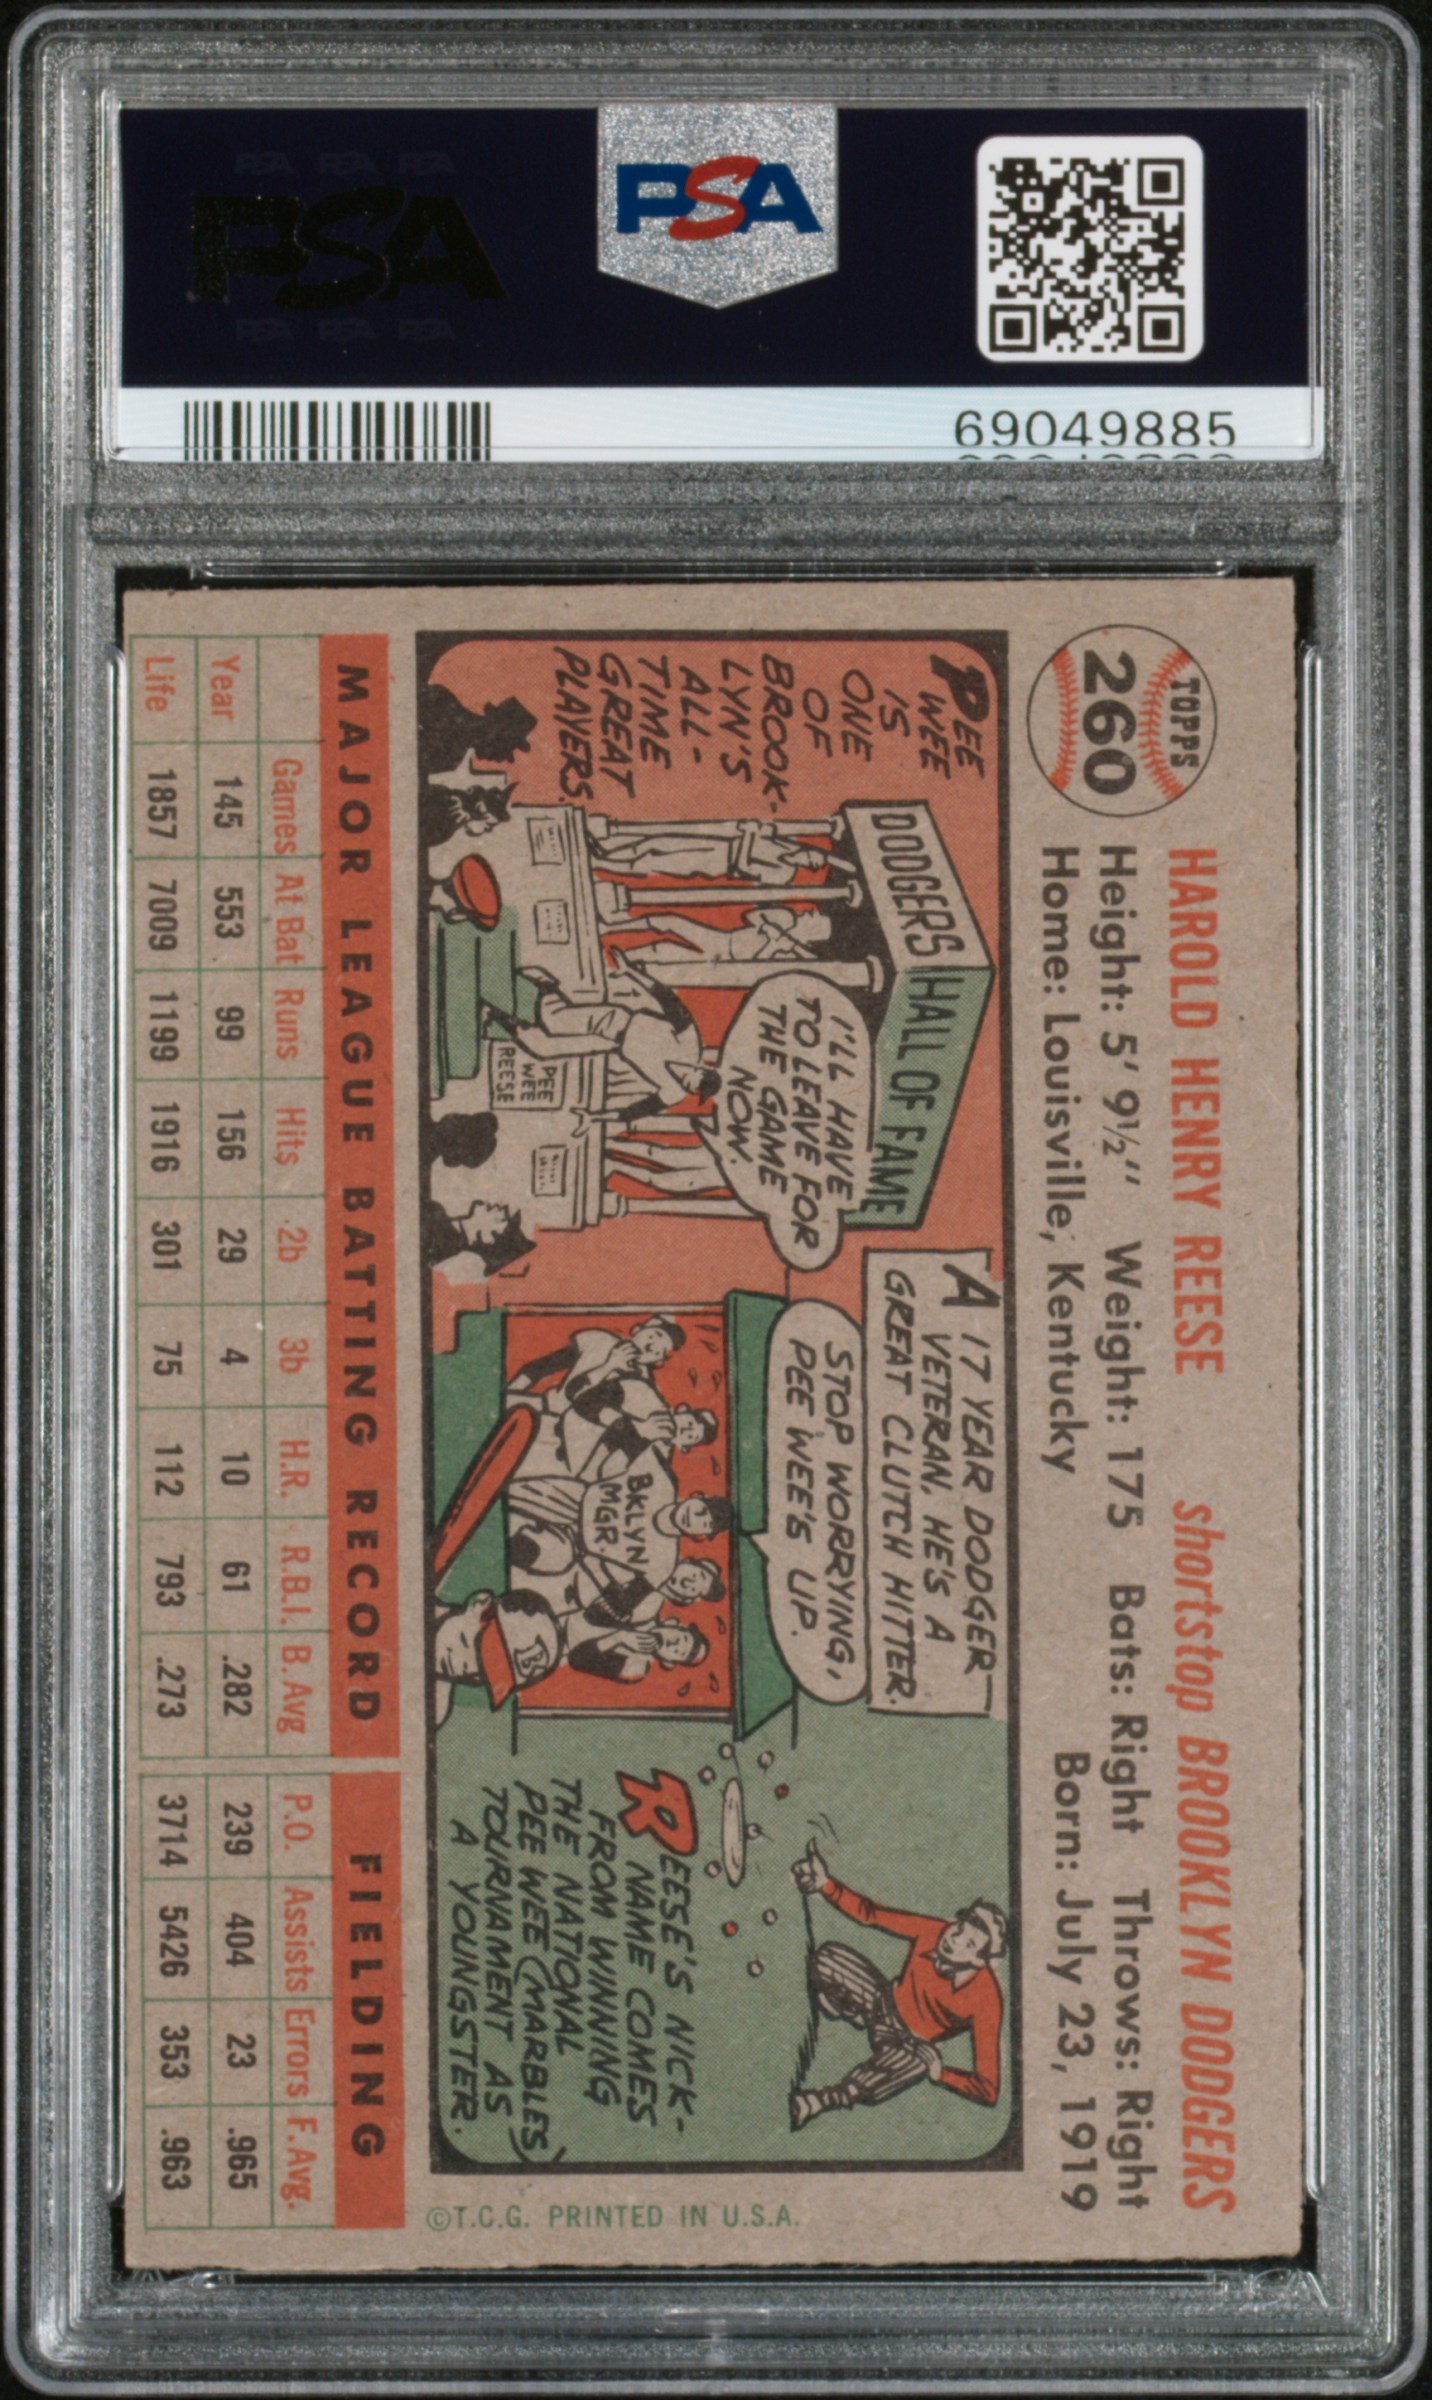 PSA
PSA
69049885
TOPPS
260
HAROLD HENRY REESE shortstop BROOKLYN DODGERS
Height: 5' 9½" Weight: 175 Bats: Right Throws: Right
Home: Louisville, Kentucky Born: July 23, 1919
PEE
WEE
IS
ONE
OF
BROOK-
LYN'S
ALL-
TIME
GREAT
PLAYERS.
DODGERS HALL OF FAME
I'LL HAVE
TO LEAVE FOR
THE GAME
NOW.
PEE
WEE
REESE
A 17 YEAR DODGER
VETERAN, HE'S A
GREAT CLUTCH HITTER.
STOP WORRYING,
PEE WEE'S UP.
BKLYN
MGR.
B
REESE'S NICK-
NAME COMES
FROM WINNING
THE NATIONAL
PEE WEE (MARBLES)
TOURNAMENT AS
A YOUNGSTER.
MAJOR LEAGUE BATTING RECORD FIELDING
Games At Bat Runs Hits 2b 3b H.R. R.B.I. B. Avg P.O. Assists Errors F. Avg.
Year 145 553 99 156 29 4 10 61 .282 239 404 23 .965
Life 1857 7009 1199 1916 301 75 112 793 .273 3714 5426 353 .963
©T.C.G. PRINTED IN U.S.A.